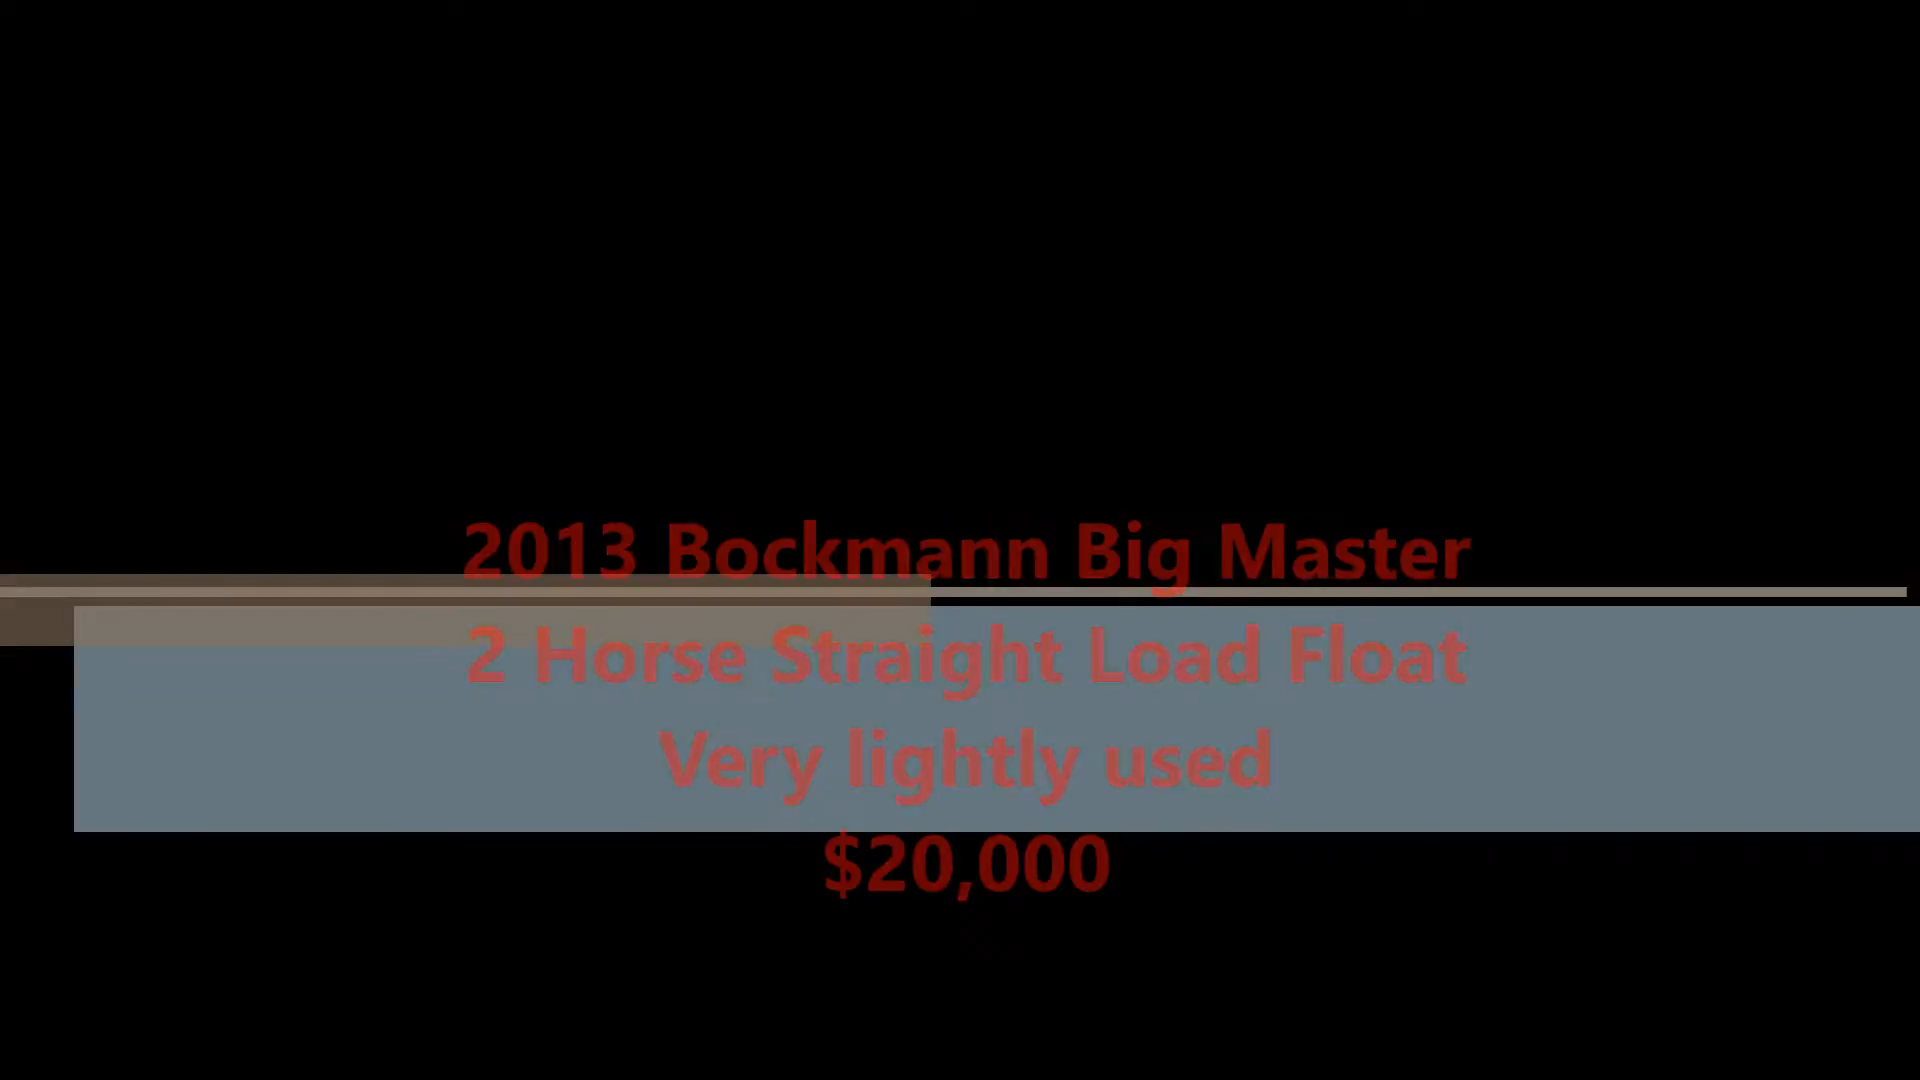 2013 Bockmann Big Master
2 Horse Straight Load Float
Very lightly used
$20,000